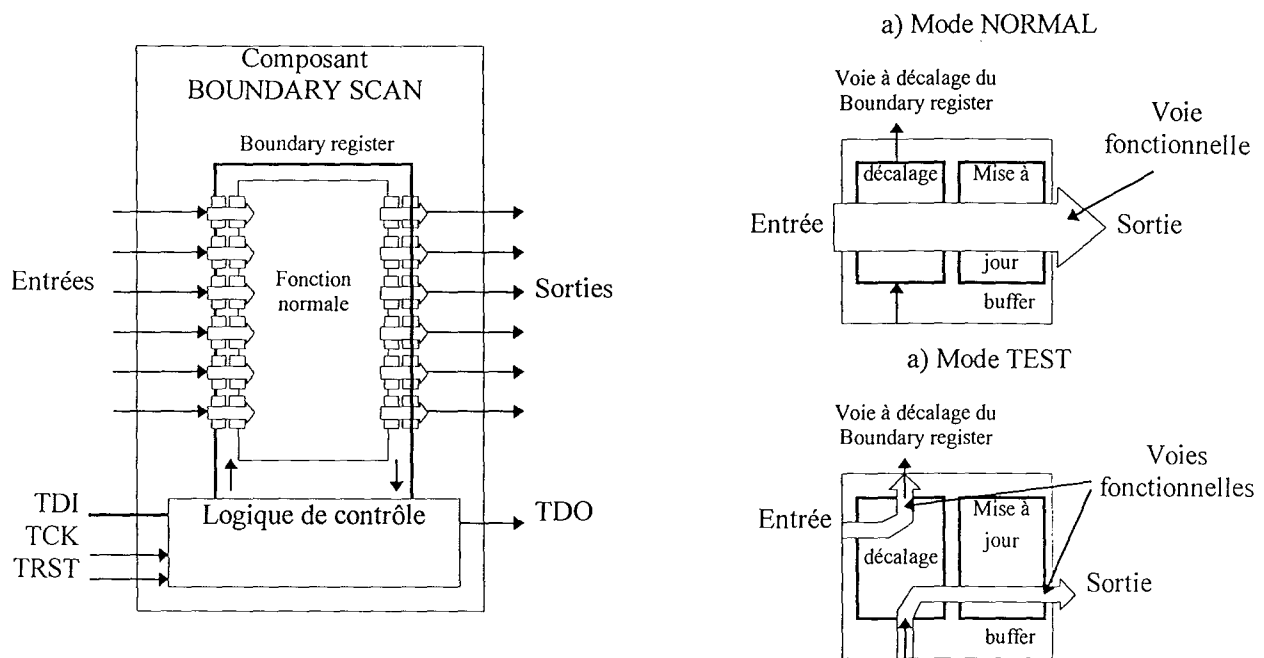 Composant
BOUNDARY SCAN
Boundary register
Entrées
Fonction
normale
Sorties
TDI
TCK
TRST
Logique de contrôle
TDO
a) Mode NORMAL
Voie à décalage du
Boundary register
Voie
fonctionnelle
décalage
Mise à
Entrée
Sortie
jour
buffer
a) Mode TEST
Voie à décalage du
Boundary register
Voies
fonctionnelles
Entrée
Mise à
jour
décalage
Sortie
buffer